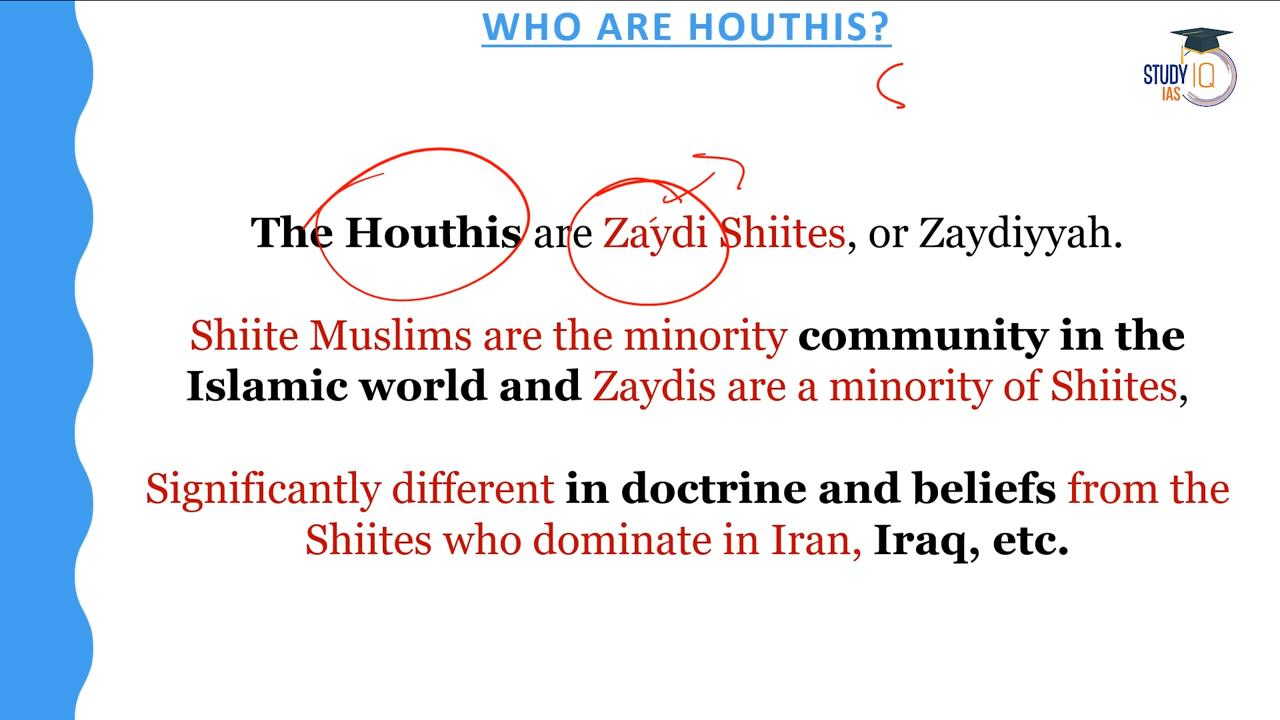 WHO ARE HOUTHIS?
STUDY IQ
IAS
The Houthis are Zaydi Shiites, or Zaydiyyah.
Shiite Muslims are the minority community in the
Islamic world and Zaydis are a minority of Shiites,
Significantly different in doctrine and beliefs from the
Shiites who dominate in Iran, Iraq, etc.